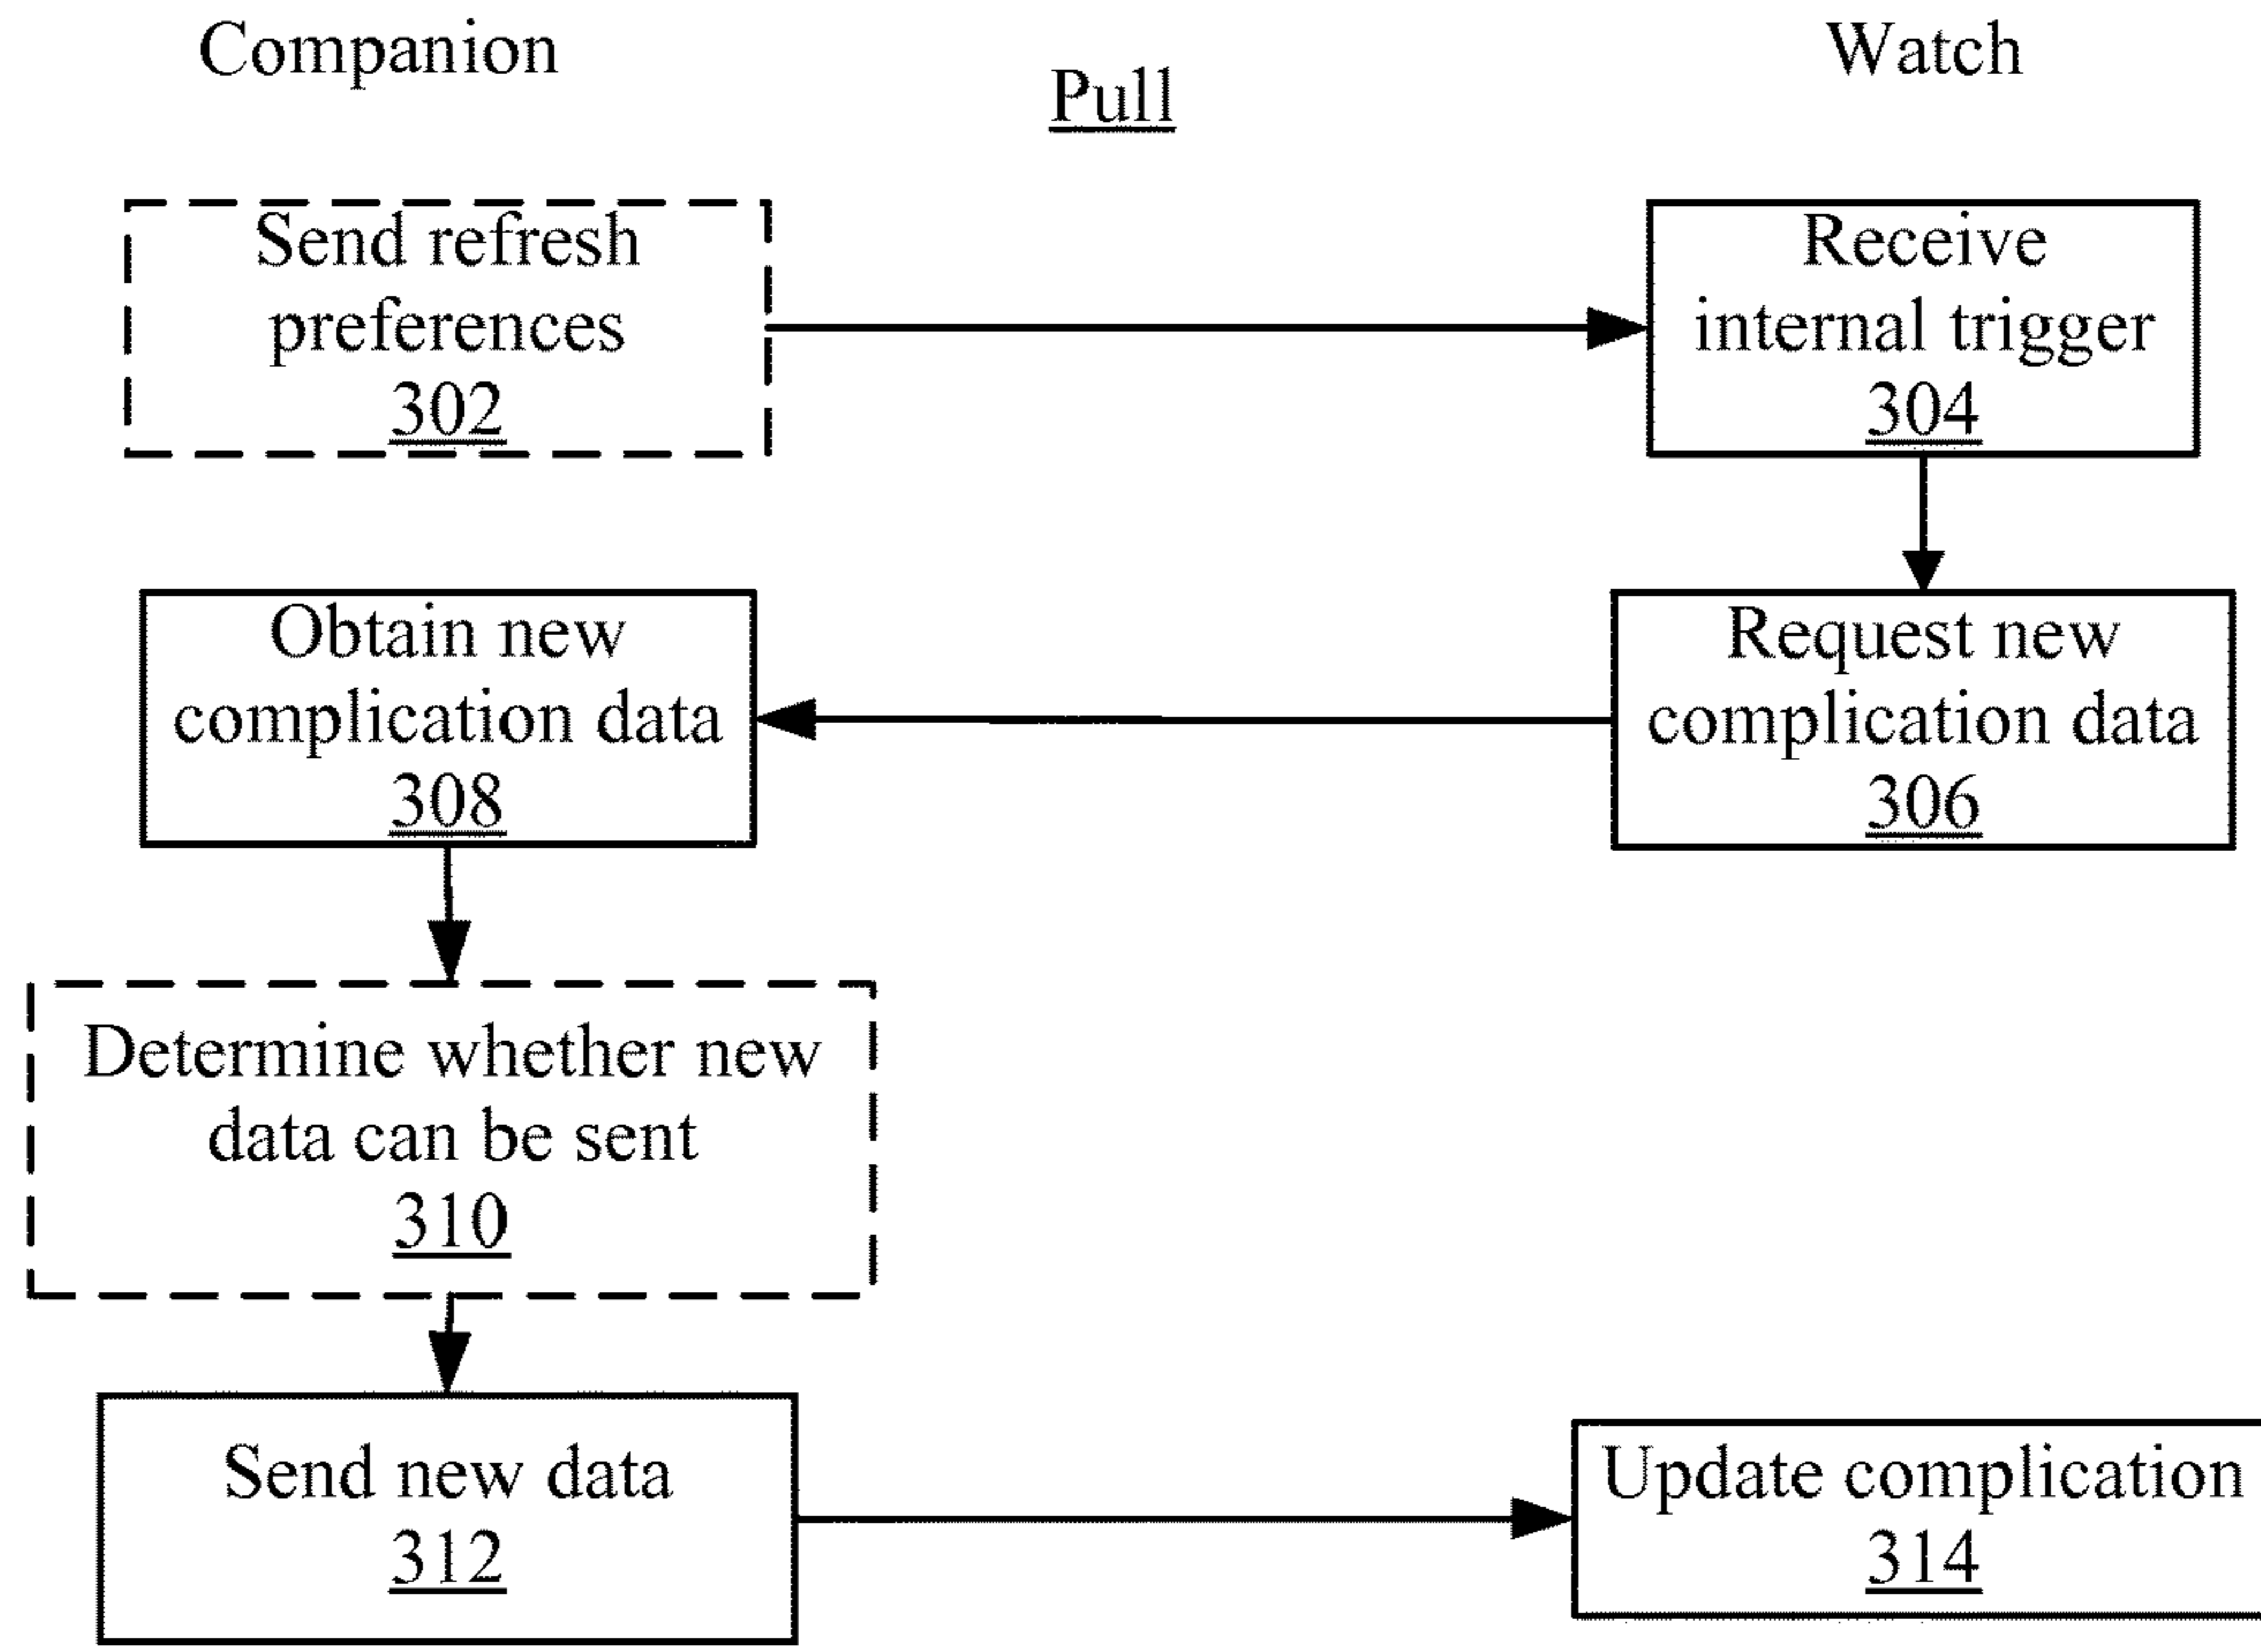 Companion
Pull
Watch
Send refresh
preferences
302
Receive
internal trigger
304
Obtain new
complication data
308
Request new
complication data
306
Determine whether new
data can be sent
310
Send new data
312
Update complication
314